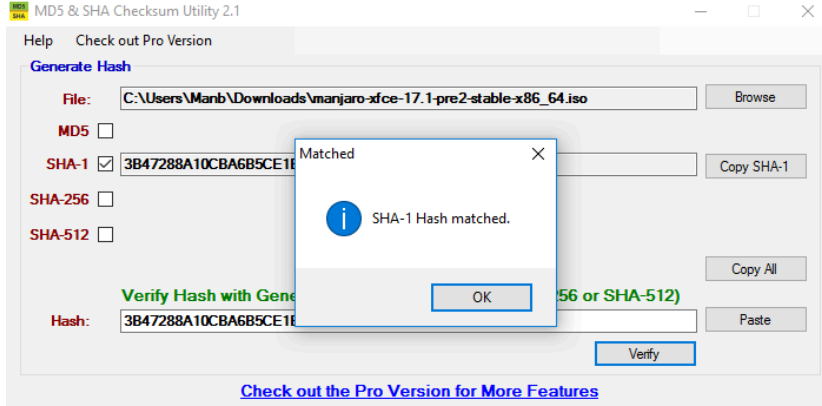 MD5 SHA MD5 & SHA Checksum Utility 2.1
Help Check out Pro Version
Generate Hash
File: C:\Users\Manb\Downloads\manjaro-xfce-17.1-pre2-stable-x86_64.iso Browse
MD5
SHA-1 3B47288A10CBA6B5CE1 Copy SHA-1
SHA-256
SHA-512
Matched
SHA-1 Hash matched.
OK
Copy All
Verify Hash with Gene 56 or SHA-512)
Hash: 3B47288A10CBA6B5CE1 Paste
Verify
Check out the Pro Version for More Features